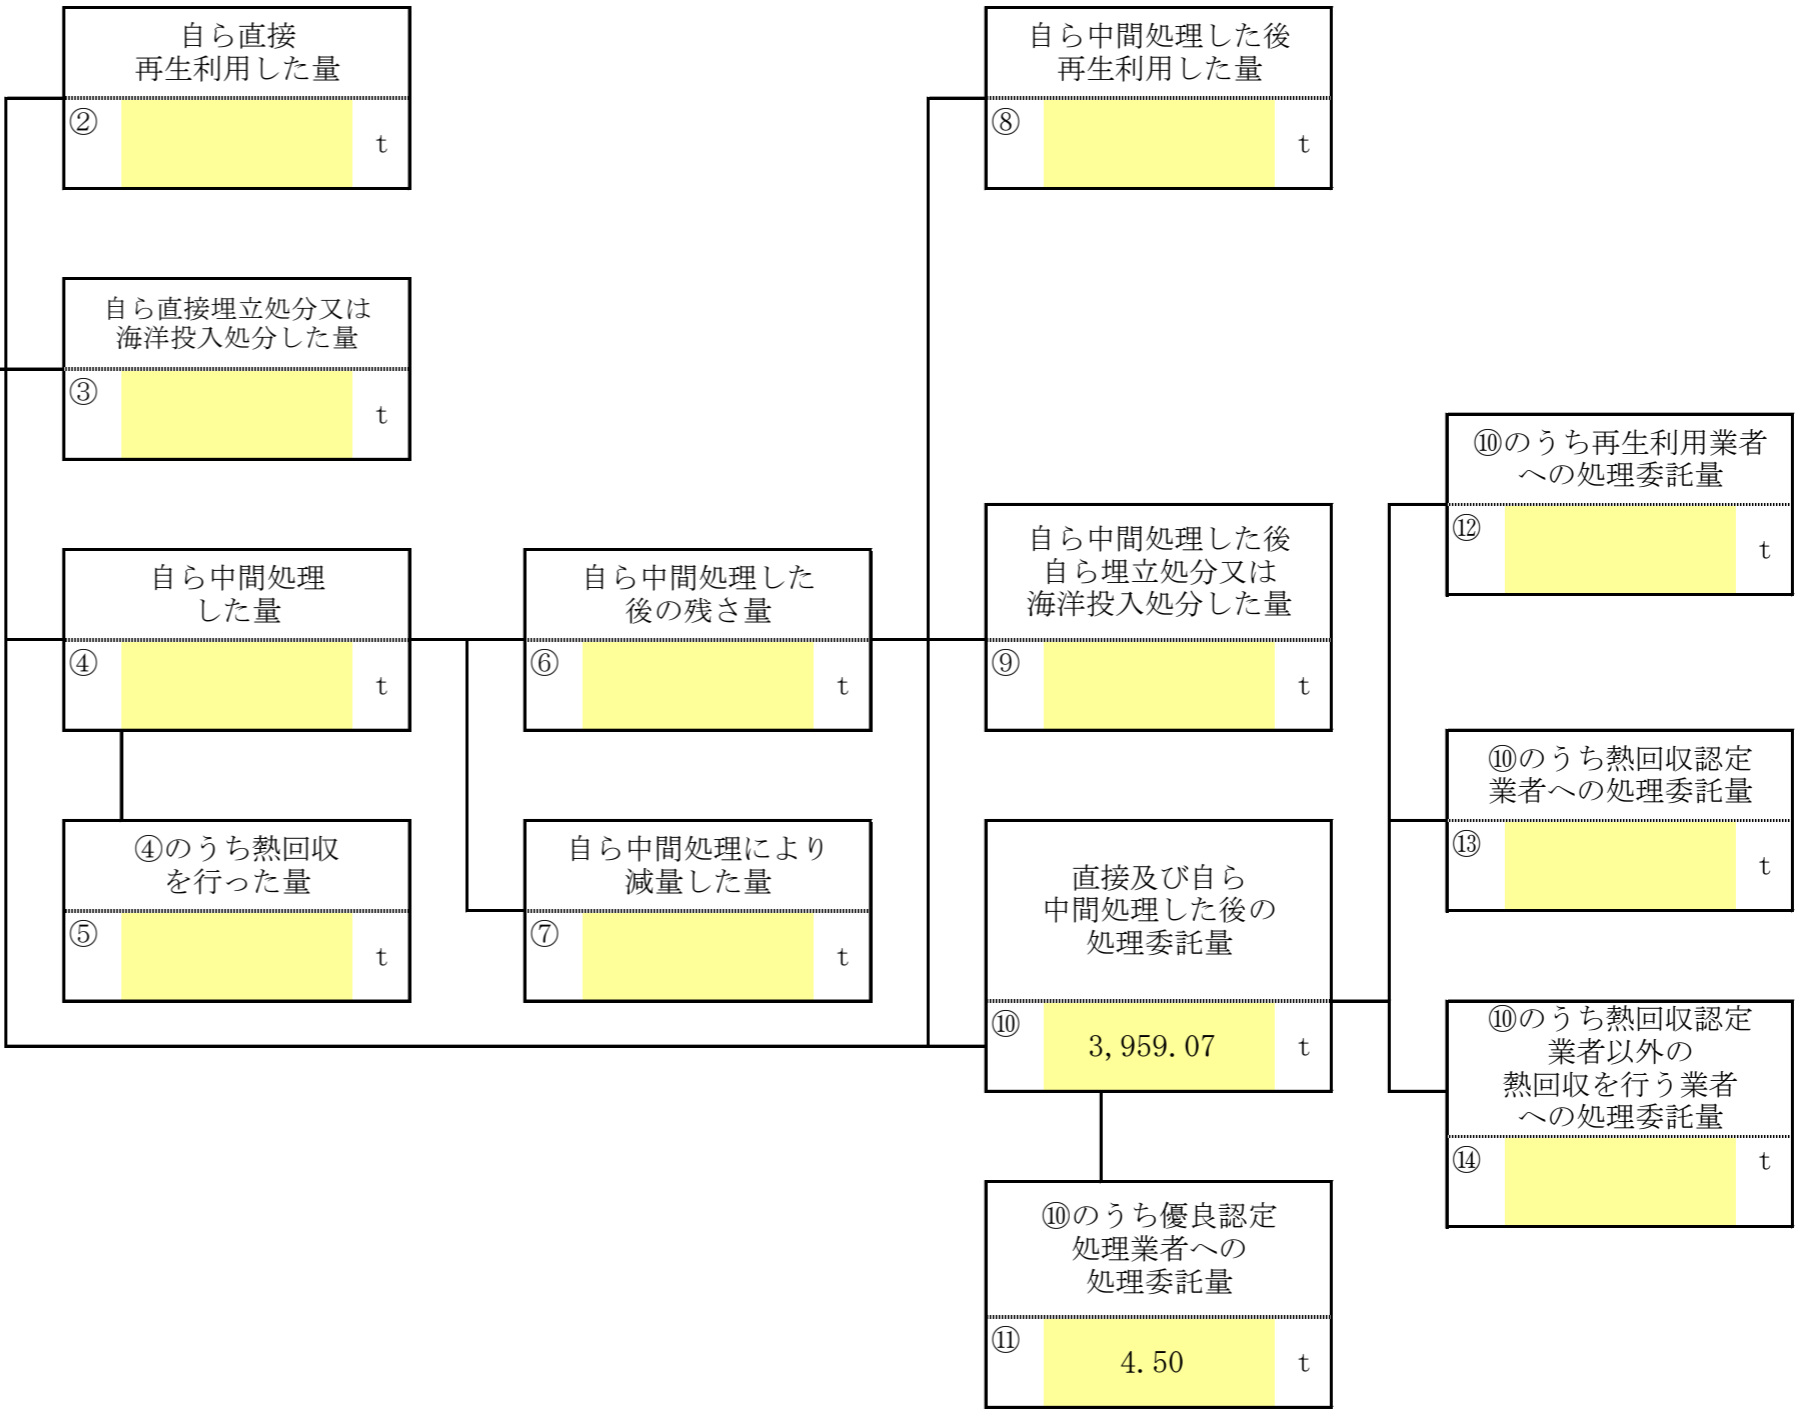 自ら直接
再生利用した量
②
t
自ら中間処理した後
再生利用した量
⑧
t
自ら直接埋立処分又は
海洋投入処分した量
③
t
⑩のうち再生利用業者
への処理委託量
⑫
t
自ら中間処理
した量
④
t
自ら中間処理した
後の残さ量
⑥
t
自ら中間処理した後
自ら埋立処分又は
海洋投入処分した量
⑨
t
⑩のうち熱回収認定
業者への処理委託量
⑬
t
④のうち熱回収
を行った量
⑤
t
自ら中間処理により
減量した量
⑦
t
直接及び自ら
中間処理した後の
処理委託量
⑩ 3,959.07 t
⑩のうち熱回収認定
業者以外の
熱回収を行う業者
への処理委託量
⑭
t
⑩のうち優良認定
処理業者への
処理委託量
⑪ 4.50 t